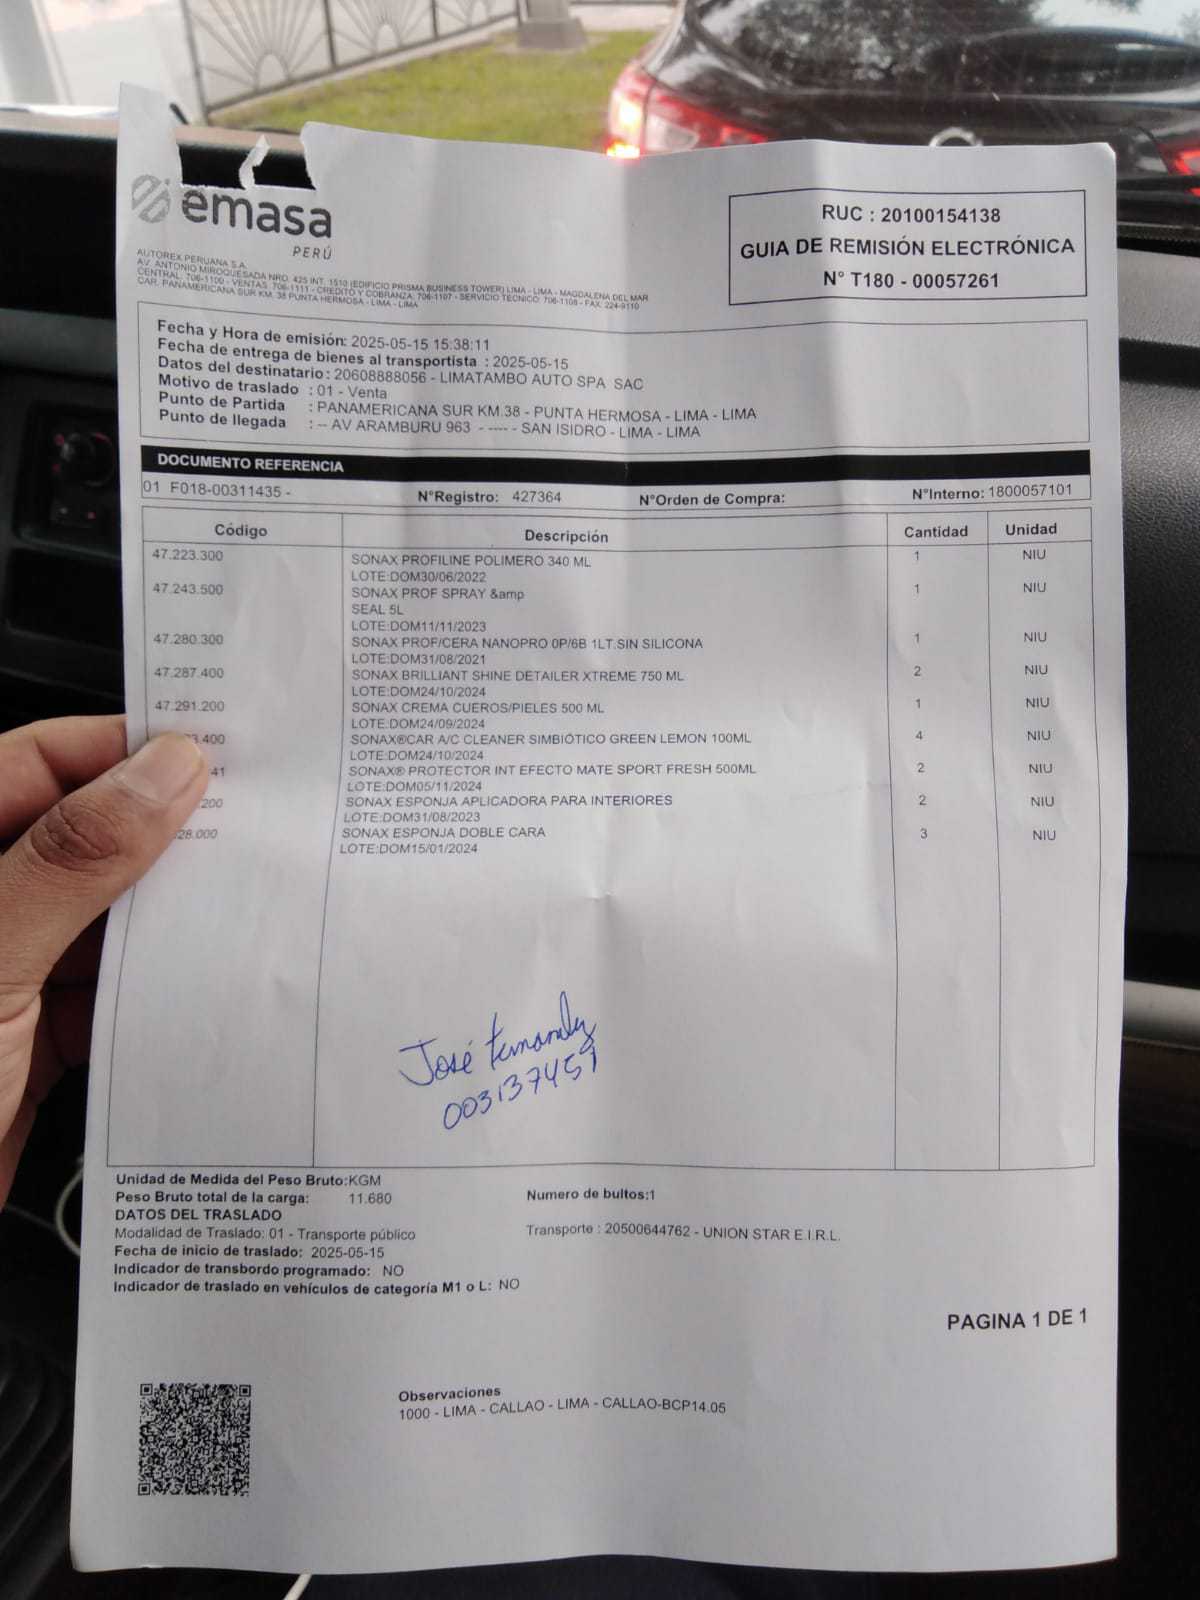 emasa
PERÚ
AUTOREX PERUANA S.A.
AV. ANTONIO MIROQUESADA NRO. 425 INT. 1510 (EDIFICIO PRISMA BUSINESS TOWER) LIMA - LIMA - MAGDALENA DEL MAR
CENTRAL: 706-1100 - VENTAS: 706-1111 - CREDITO Y COBRANZA: 706-1107 - SERVICIO TECNICO: 706-1108 - FAX: 224-9110
CAR. PANAMERICANA SUR KM. 38 PUNTA HERMOSA - LIMA - LIMA
RUC : 20100154138
GUIA DE REMISIÓN ELECTRÓNICA
N° T180 - 00057261
Fecha y Hora de emisión: 2025-05-15 15:38:11
Fecha de entrega de bienes al transportista : 2025-05-15
Datos del destinatario : 20608888056 - LIMATAMBO AUTO SPA SAC
Motivo de traslado : 01 - Venta
Punto de Partida : PANAMERICANA SUR KM.38 - PUNTA HERMOSA - LIMA - LIMA
Punto de llegada : -- AV ARAMBURU 963 - ---- - SAN ISIDRO - LIMA - LIMA
DOCUMENTO REFERENCIA
01 F018-00311435 - N°Registro: 427364 N°Orden de Compra: N°Interno: 1800057101
Código Descripción Cantidad Unidad
47.223.300 SONAX PROFILINE POLIMERO 340 ML 1 NIU
LOTE:DOM30/06/2022
47.243.500 SONAX PROF SPRAY &amp 1 NIU
SEAL 5L
LOTE:DOM11/11/2023
47.280.300 SONAX PROF/CERA NANOPRO 0P/6B 1LT.SIN SILICONA 1 NIU
LOTE:DOM31/08/2021
47.287.400 SONAX BRILLIANT SHINE DETAILER XTREME 750 ML 2 NIU
LOTE:DOM24/10/2024
47.291.200 SONAX CREMA CUEROS/PIELES 500 ML 1 NIU
LOTE:DOM24/09/2024
3.400 SONAX®CAR A/C CLEANER SIMBIÓTICO GREEN LEMON 100ML 4 NIU
LOTE:DOM24/10/2024
41 SONAX® PROTECTOR INT EFECTO MATE SPORT FRESH 500ML 2 NIU
LOTE:DOM05/11/2024
.200 SONAX ESPONJA APLICADORA PARA INTERIORES 2 NIU
LOTE:DOM31/08/2023
28.000 SONAX ESPONJA DOBLE CARA 3 NIU
LOTE:DOM15/01/2024
José Fernandez
003137451
Unidad de Medida del Peso Bruto:KGM
Peso Bruto total de la carga: 11.680 Numero de bultos:1
DATOS DEL TRASLADO
Modalidad de Traslado: 01 - Transporte público Transporte : 20500644762 - UNION STAR E.I.R.L.
Fecha de inicio de traslado: 2025-05-15
Indicador de transbordo programado: NO
Indicador de traslado en vehículos de categoría M1 o L: NO
PAGINA 1 DE 1
Observaciones
1000 - LIMA - CALLAO - LIMA - CALLAO-BCP14.05